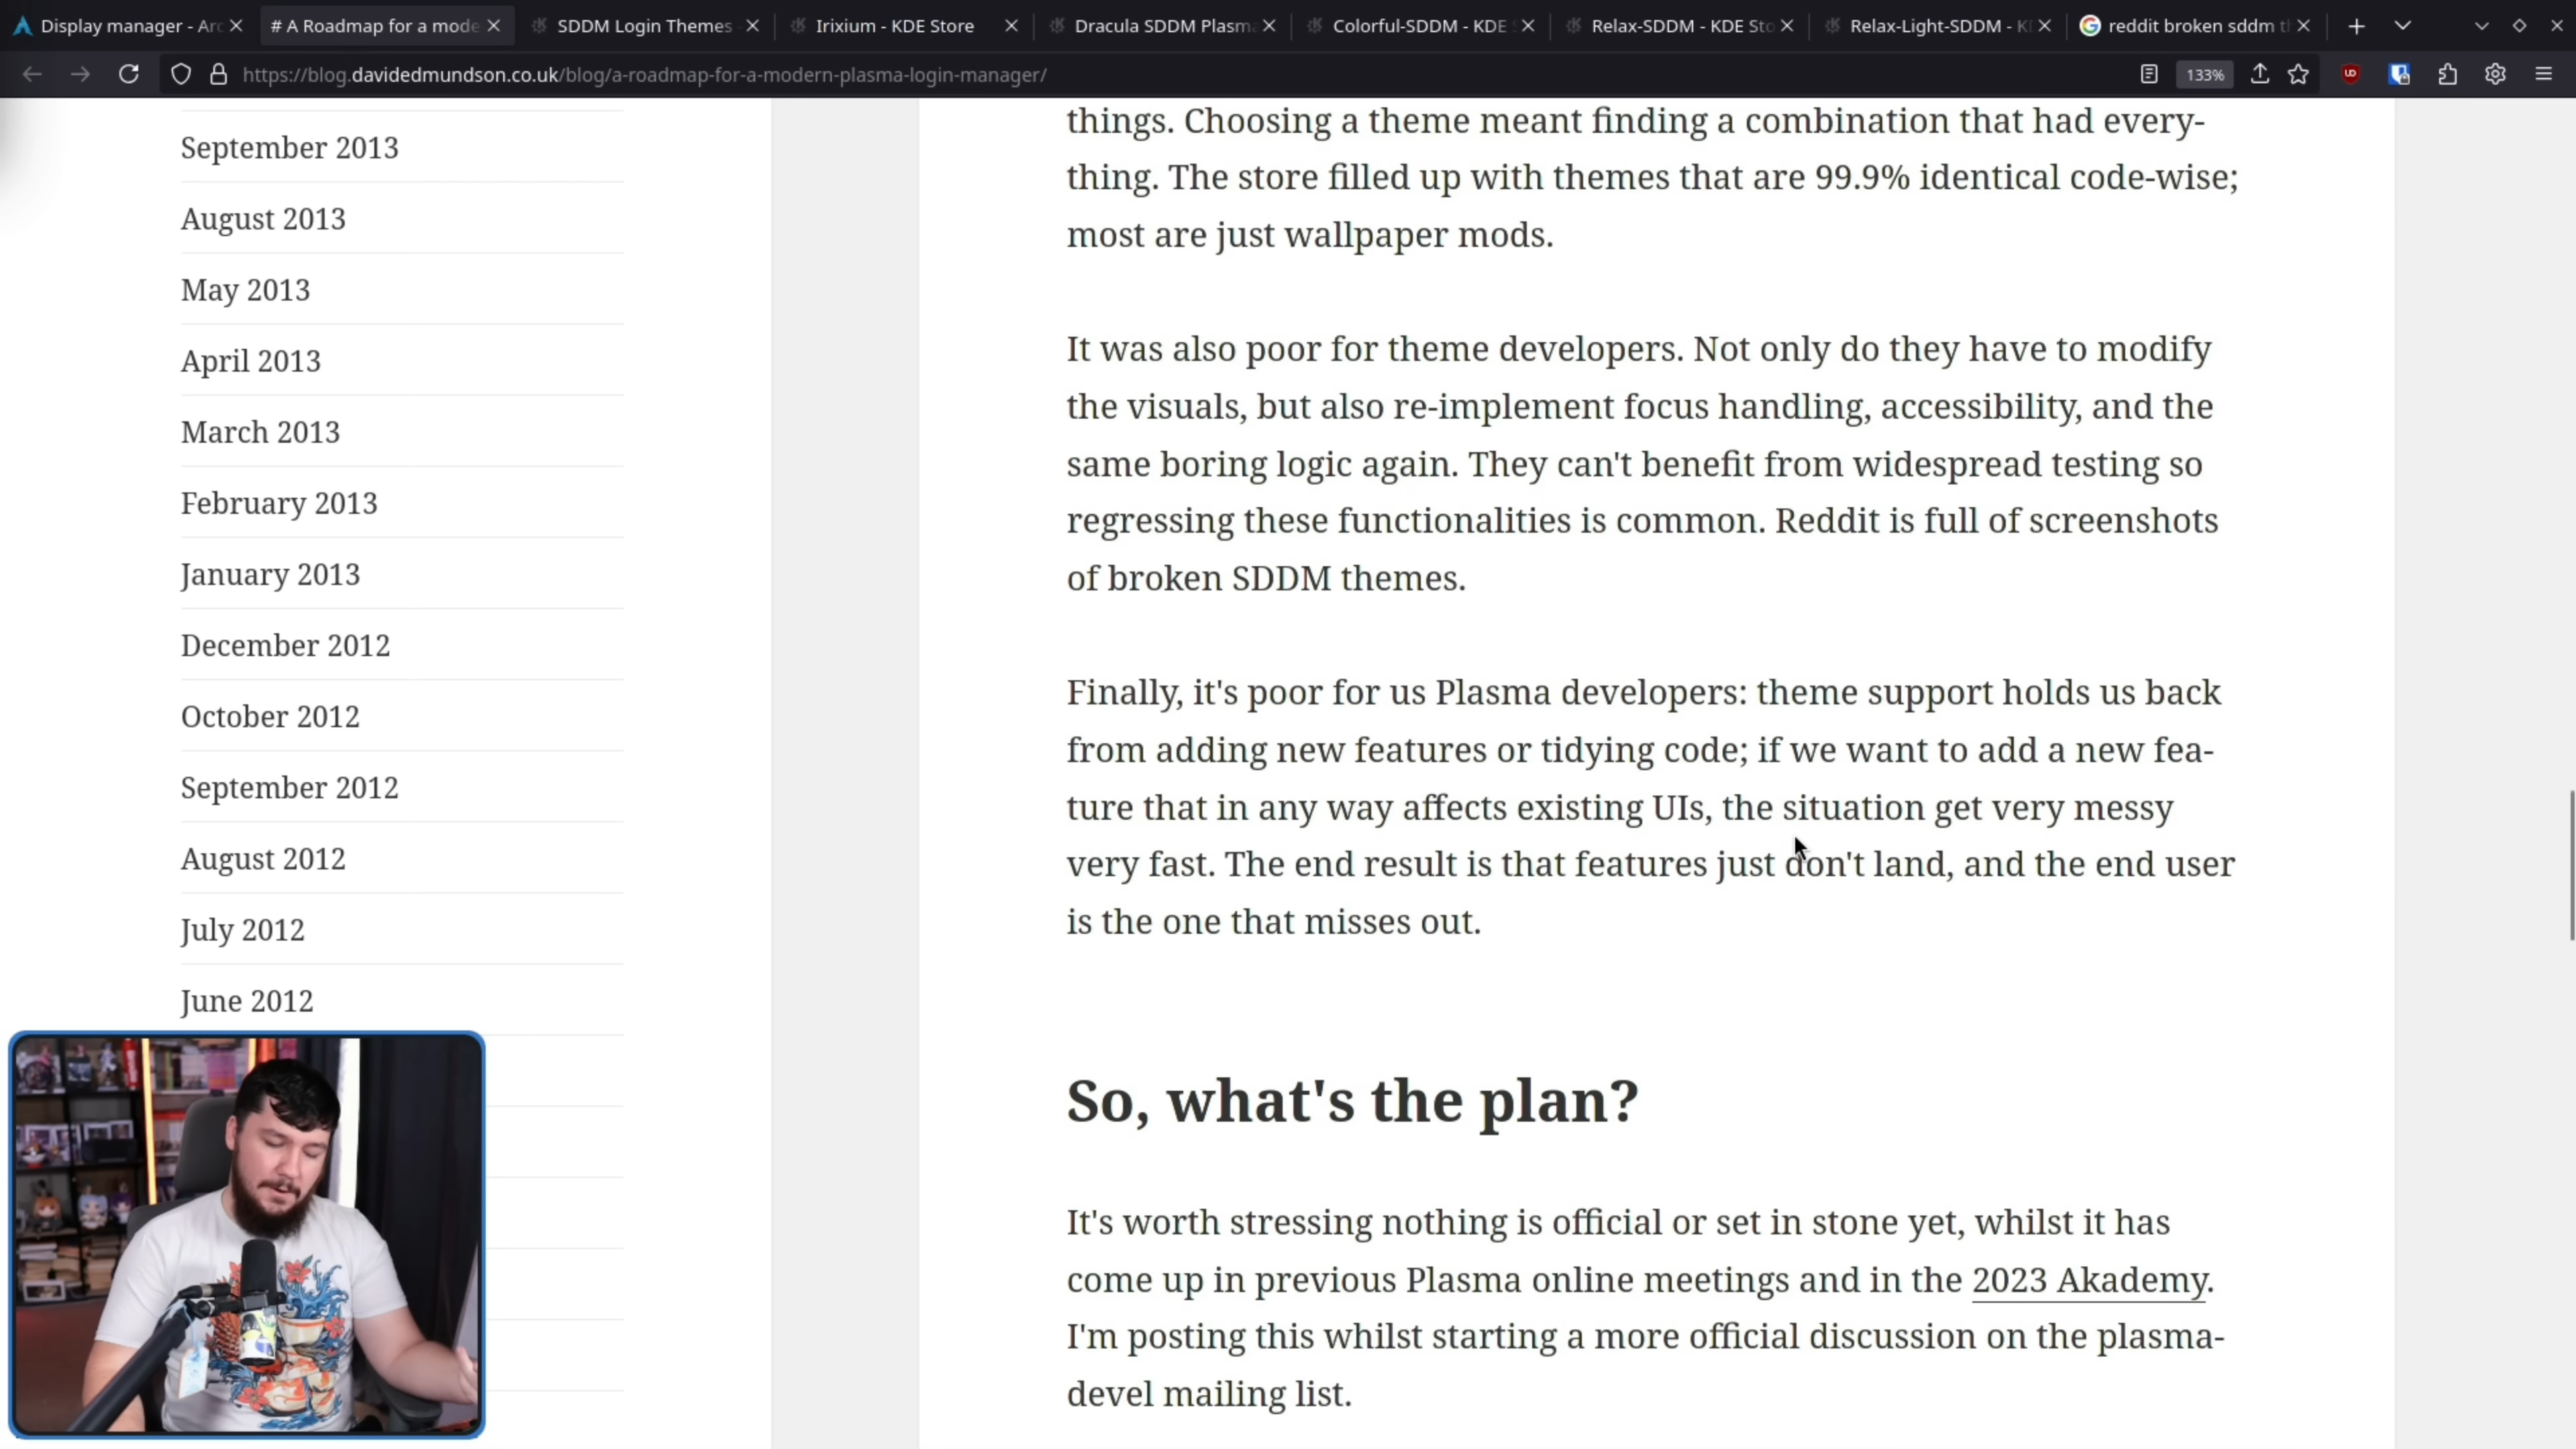 Display manager - Arc
# A Roadmap for a mode
SDDM Login Themes
Irixium - KDE Store
Dracula SDDM Plasma
Colorful-SDDM - KDE
Relax-SDDM - KDE Sto
Relax-Light-SDDM - K
reddit broken sddm t
https://blog.davidedmundson.co.uk/blog/a-roadmap-for-a-modern-plasma-login-manager/
133%
September 2013
August 2013
May 2013
April 2013
March 2013
February 2013
January 2013
December 2012
October 2012
September 2012
August 2012
July 2012
June 2012
things. Choosing a theme meant finding a combination that had every-
thing. The store filled up with themes that are 99.9% identical code-wise;
most are just wallpaper mods.
It was also poor for theme developers. Not only do they have to modify
the visuals, but also re-implement focus handling, accessibility, and the
same boring logic again. They can't benefit from widespread testing so
regressing these functionalities is common. Reddit is full of screenshots
of broken SDDM themes.
Finally, it's poor for us Plasma developers: theme support holds us back
from adding new features or tidying code; if we want to add a new fea-
ture that in any way affects existing UIs, the situation get very messy
very fast. The end result is that features just don't land, and the end user
is the one that misses out.
So, what's the plan?
It's worth stressing nothing is official or set in stone yet, whilst it has
come up in previous Plasma online meetings and in the 2023 Akademy.
I'm posting this whilst starting a more official discussion on the plasma-
devel mailing list.